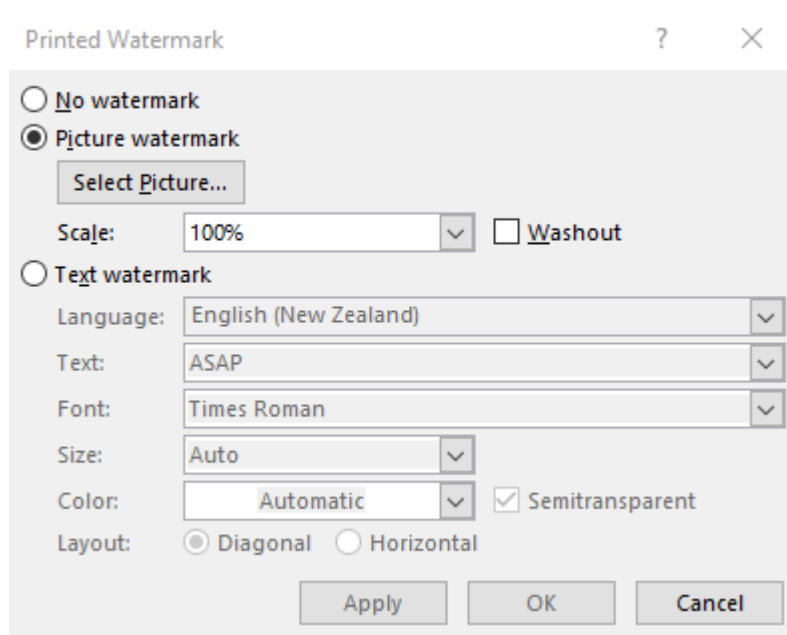 Printed Watermark ? ×
No watermark
Picture watermark
Select Picture...
Scale: 100% Washout
Text watermark
Language: English (New Zealand)
Text: ASAP
Font: Times Roman
Size: Auto
Color: Automatic Semitransparent
Layout: Diagonal Horizontal
Apply OK Cancel